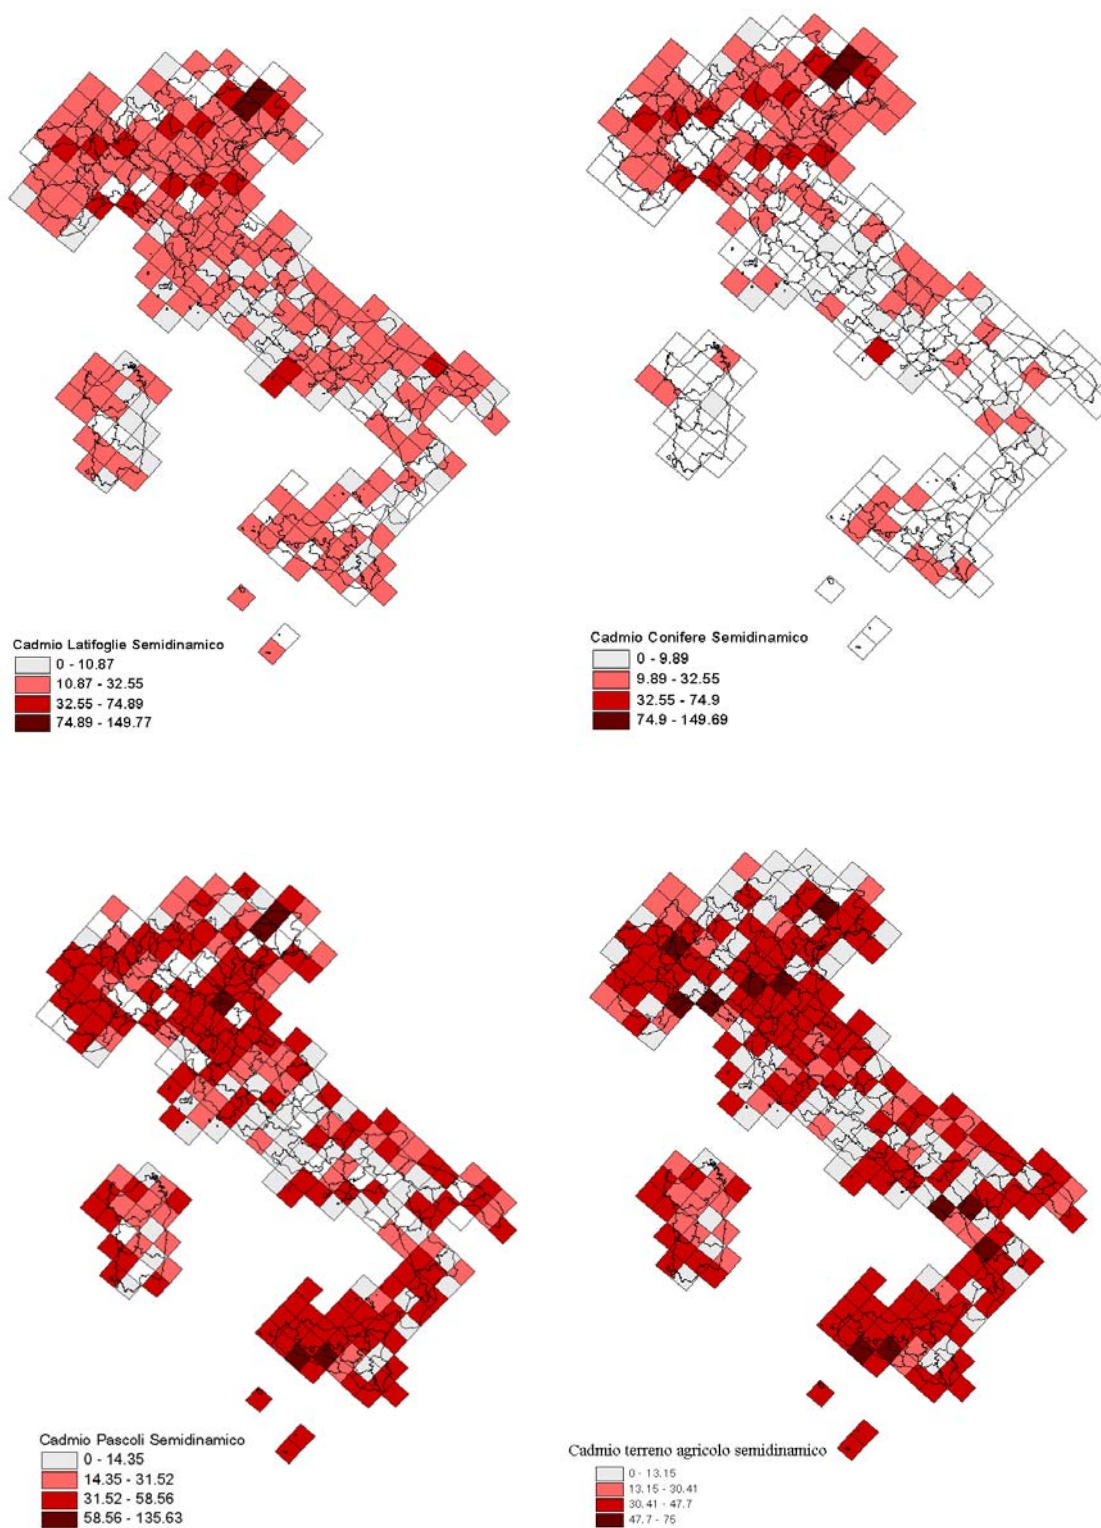 Cadmio Latifoglie Semidinamico
0 - 10.87
10.87 - 32.55
32.55 - 74.89
74.89 - 149.77
Cadmio Conifere Semidinamico
0 - 9.89
9.89 - 32.55
32.55 - 74.9
74.9 - 149.69
Cadmio Pascoli Semidinamico
0 - 14.35
14.35 - 31.52
31.52 - 58.56
58.56 - 135.63
Cadmio terreno agricolo semidinamico
0 - 13.15
13.15 - 30.41
30.41 - 47.7
47.7 - 75